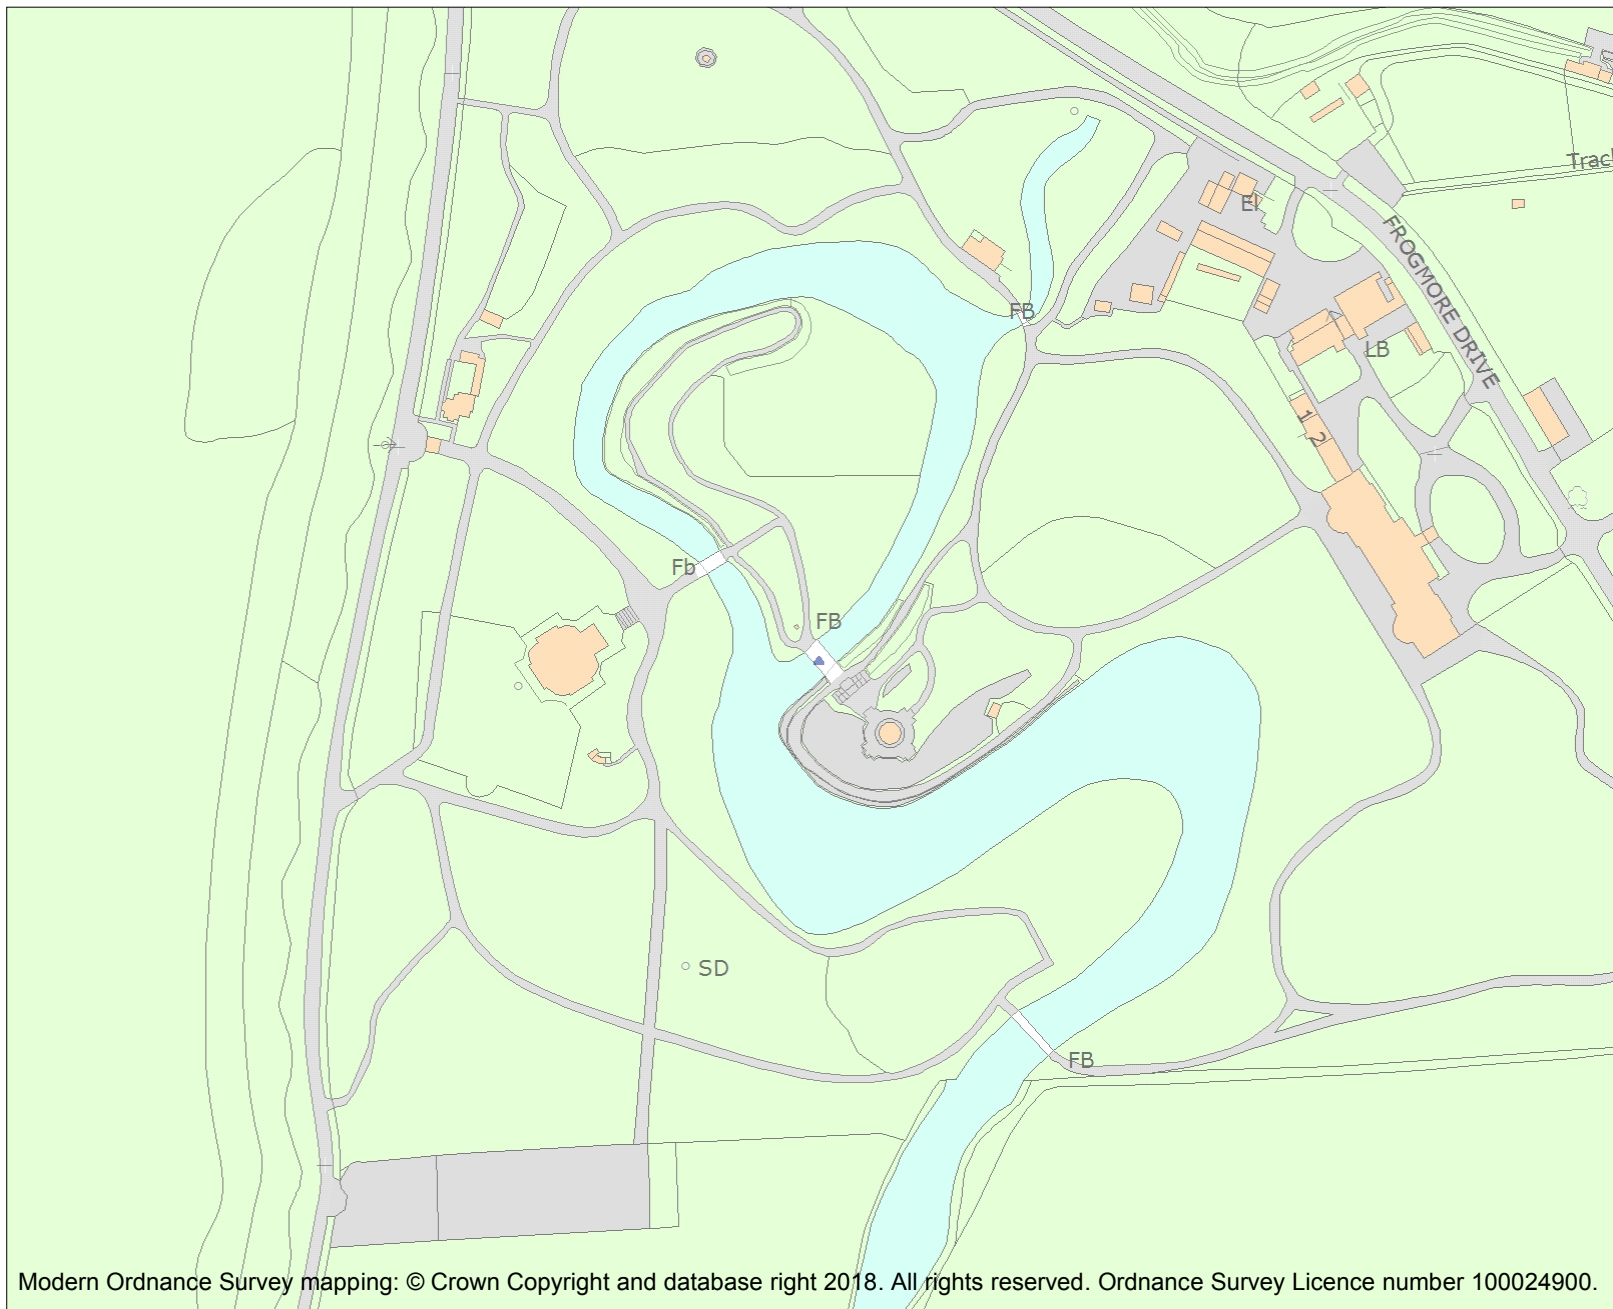 Track
El
FROGMORE DRIVE
FB
LB
1
2
Fb
FB
SD
FB
Modern Ordnance Survey mapping: © Crown Copyright and database right 2018. All rights reserved. Ordnance Survey Licence number 100024900.